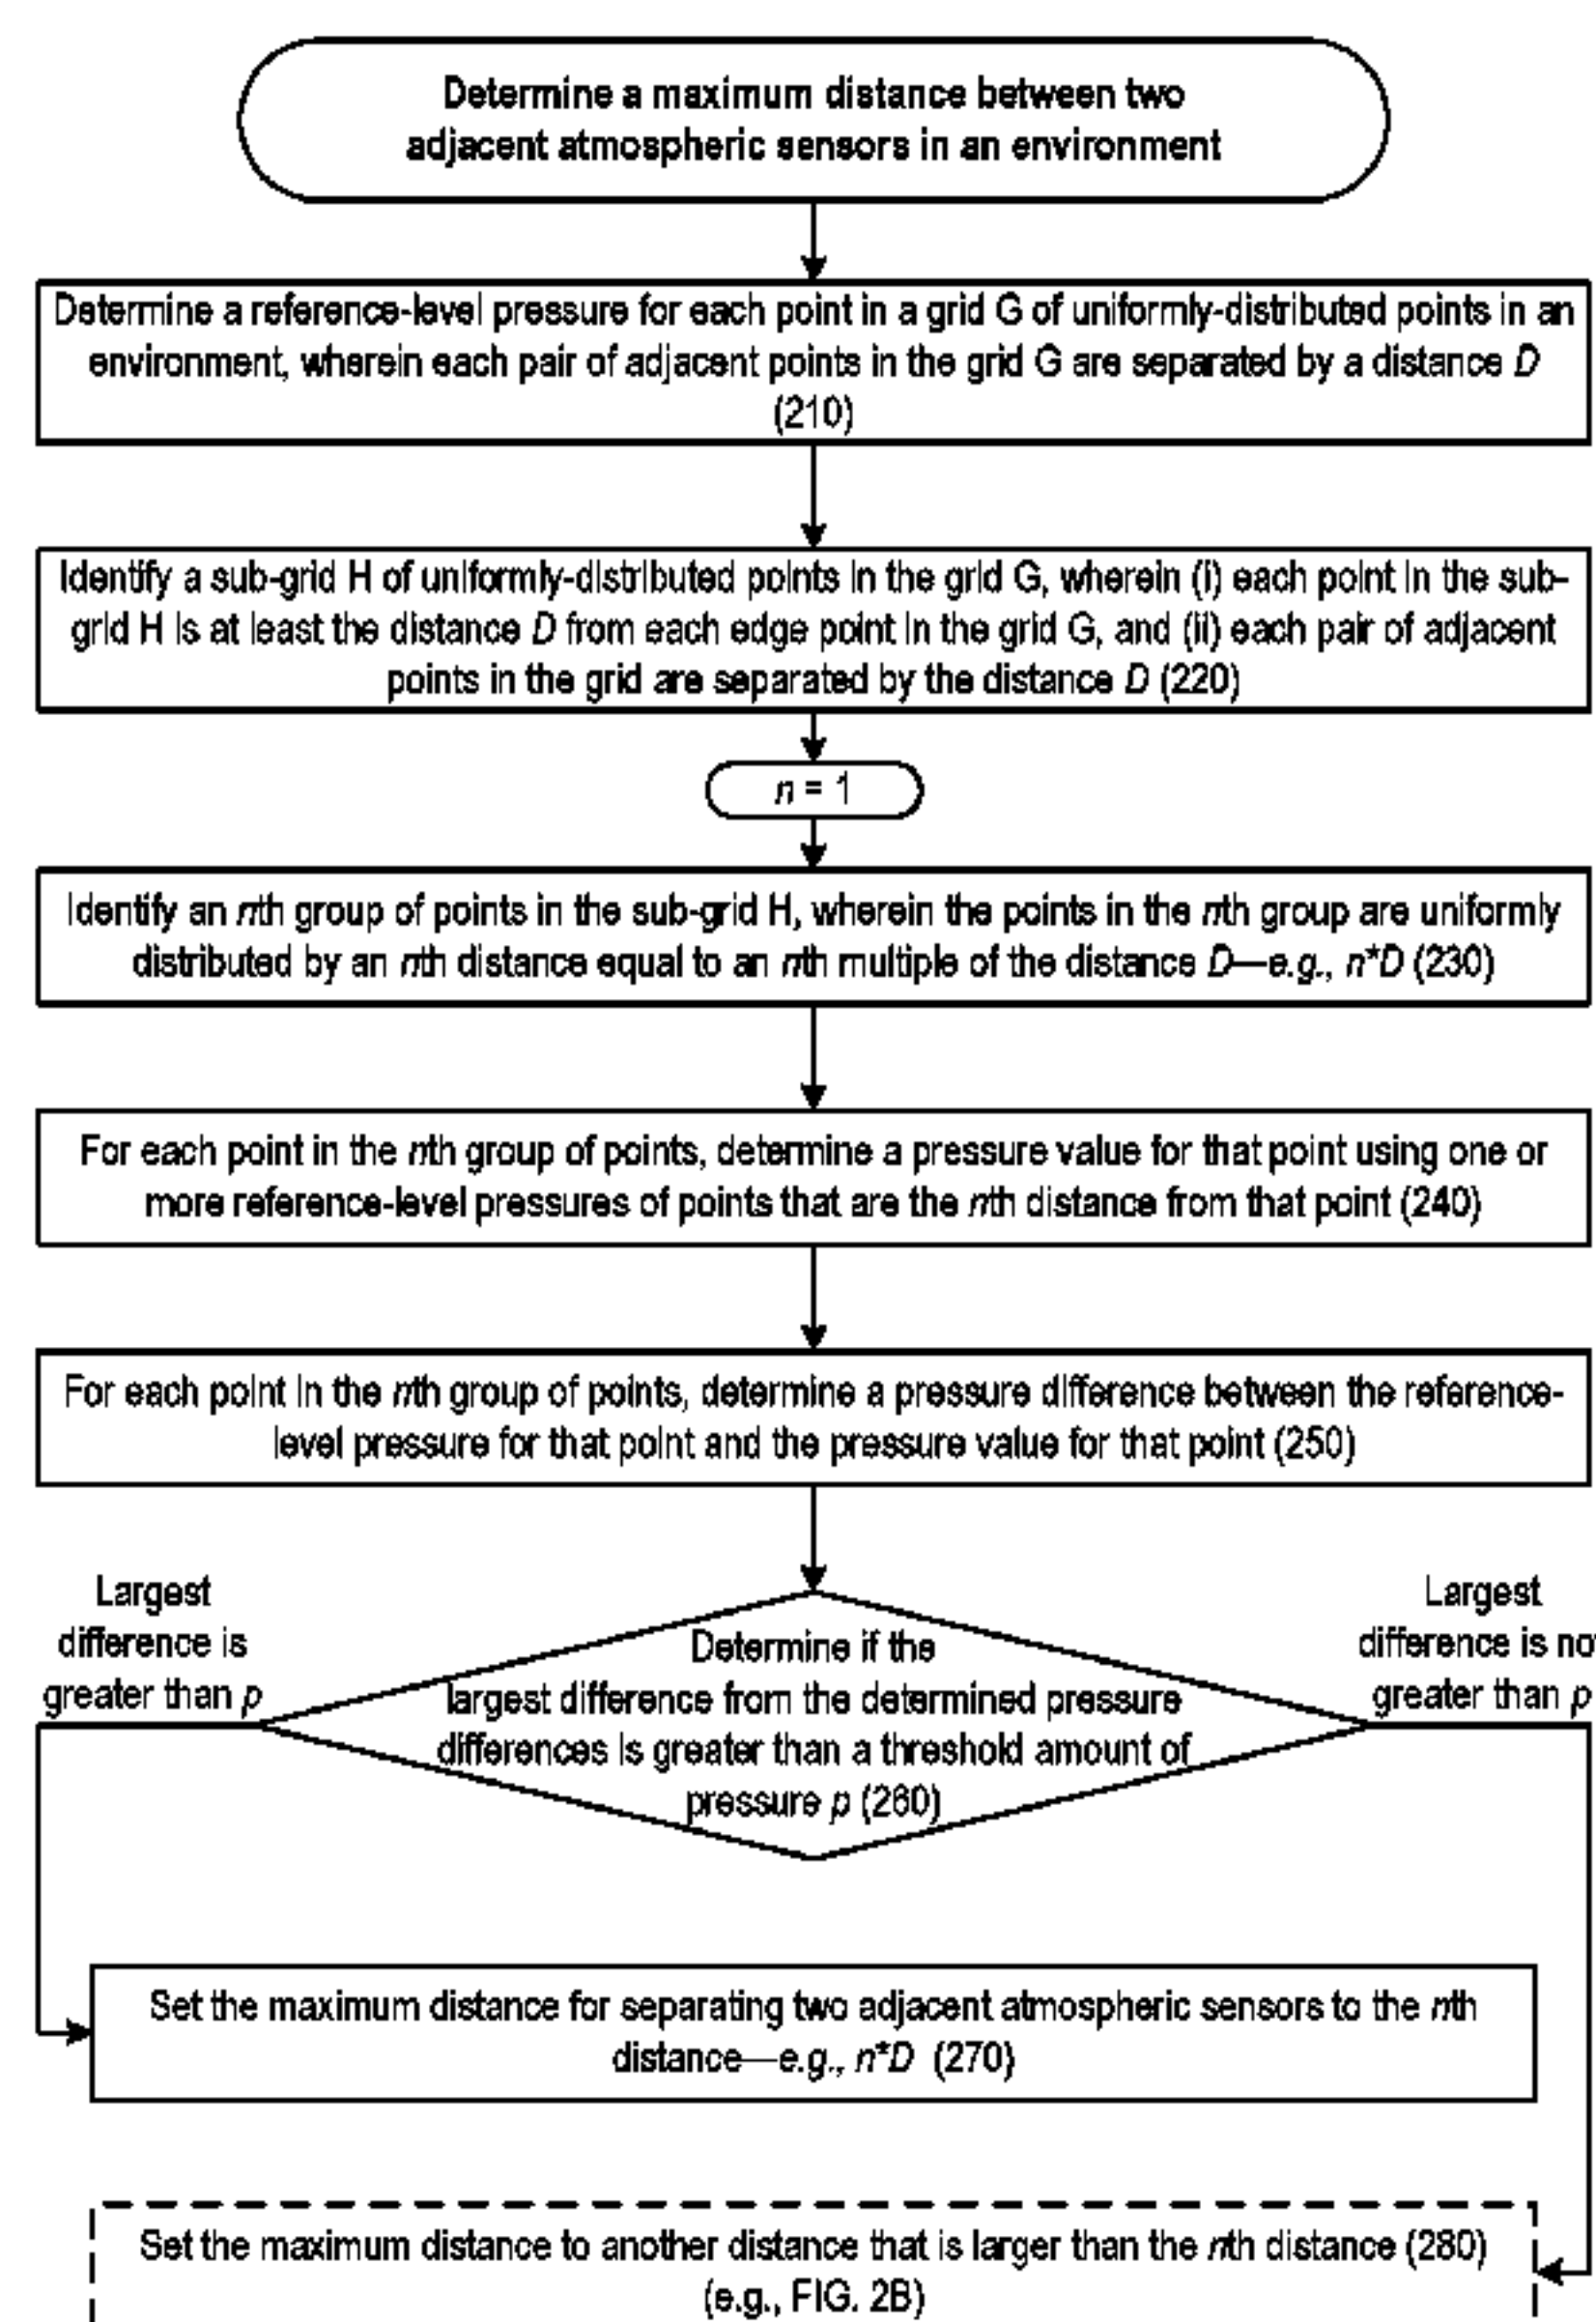 Determine a maximum distance between two
adjacent atmospheric sensors in an environment
Determine a reference-level pressure for each point in a grid G of uniformly-distributed points in an
environment, wherein each pair of adjacent points in the grid G are separated by a distance D
(210)
Identify a sub-grid H of uniformly-distributed points in the grid G, wherein (i) each point in the sub-
grid H is at least the distance D from each edge point in the grid G, and (ii) each pair of adjacent
points in the grid are separated by the distance D (220)
n = 1
Identify an nth group of points in the sub-grid H, wherein the points in the nth group are uniformly
distributed by an nth distance equal to an nth multiple of the distance D—e.g., n*D (230)
For each point in the nth group of points, determine a pressure value for that point using one or
more reference-level pressures of points that are the nth distance from that point (240)
For each point in the nth group of points, determine a pressure difference between the reference-
level pressure for that point and the pressure value for that point (250)
Largest
difference is
greater than p
Determine if the
largest difference from the determined pressure
differences is greater than a threshold amount of
pressure p (260)
Largest
difference is not
greater than p
Set the maximum distance for separating two adjacent atmospheric sensors to the nth
distance—e.g., n*D (270)
Set the maximum distance to another distance that is larger than the nth distance (280)
(e.g., FIG. 2B)